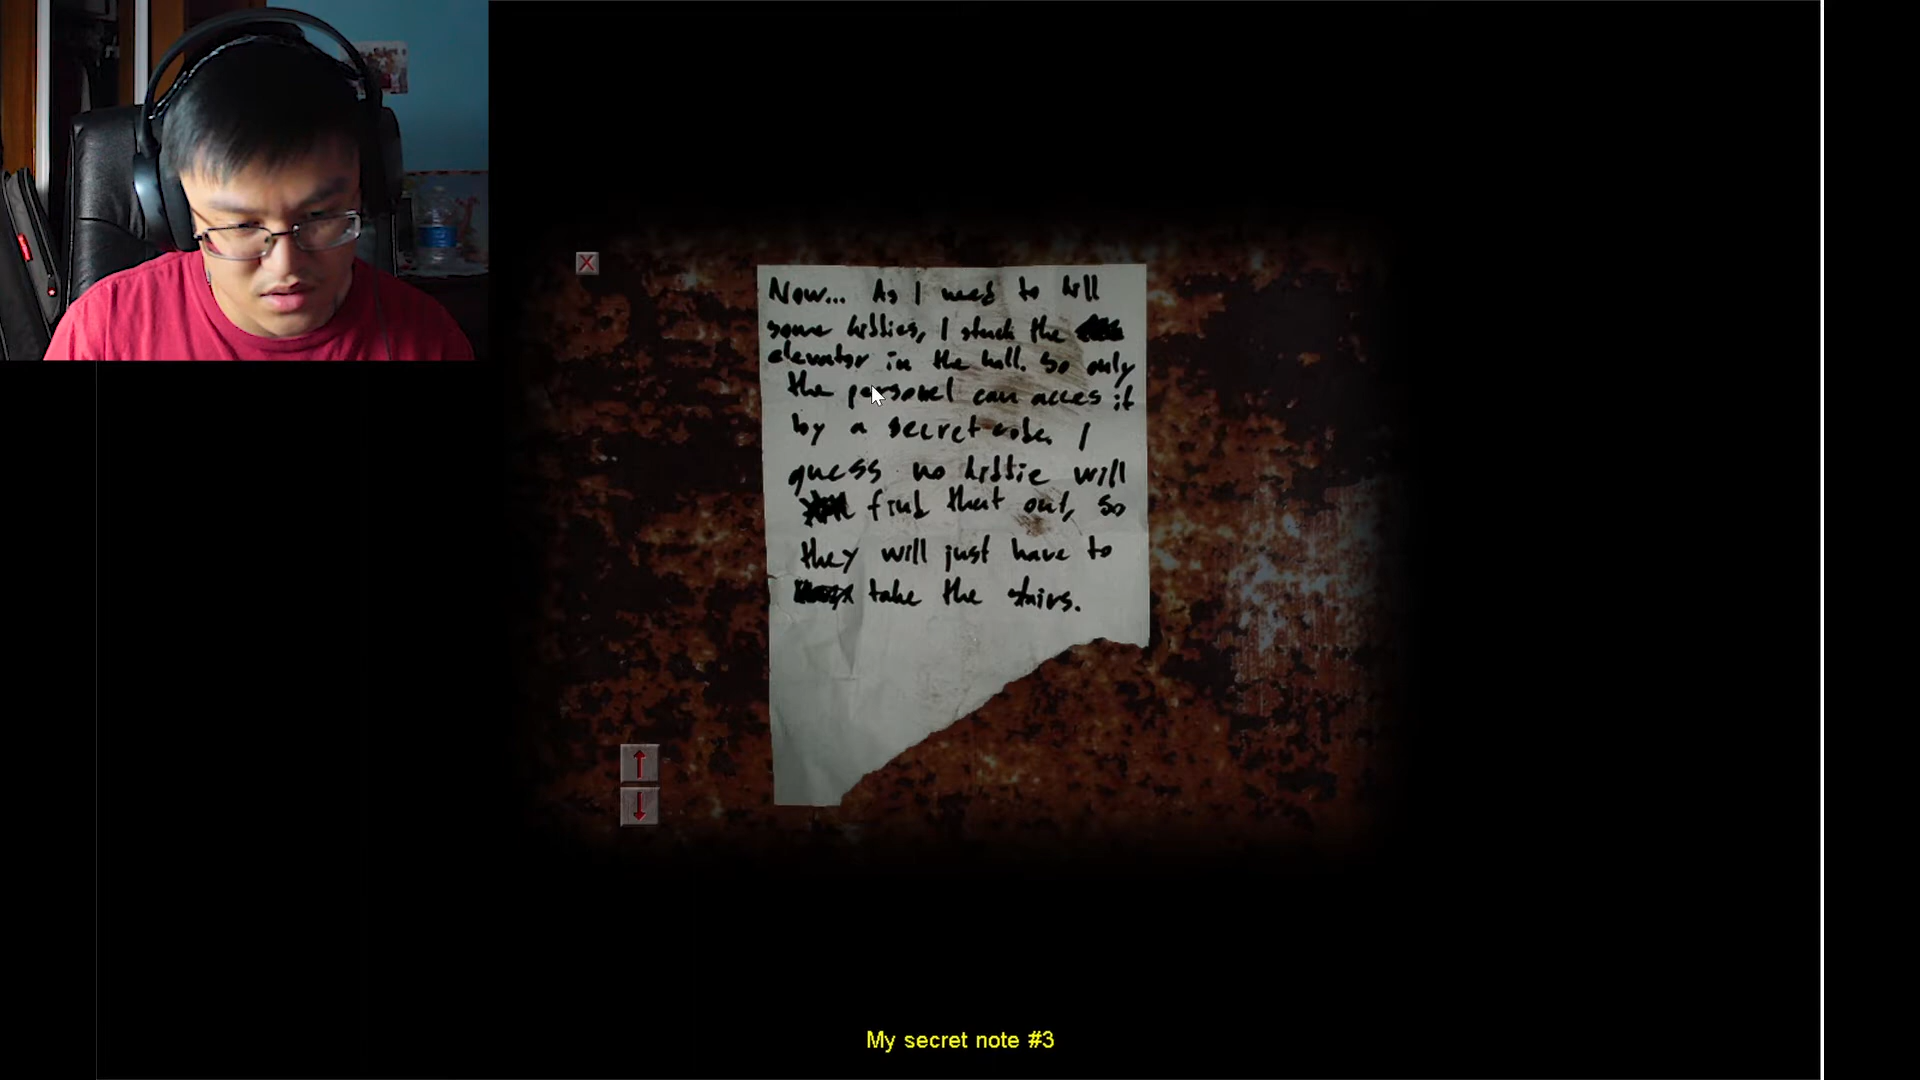 Now... As I need to kill
some kiddies, I stuck the
elevator in the hall. So only
the personel can acces it
by a secret code. I
guess no kiddie will
find that out, so
they will just have to
take the stairs.
My secret note #3